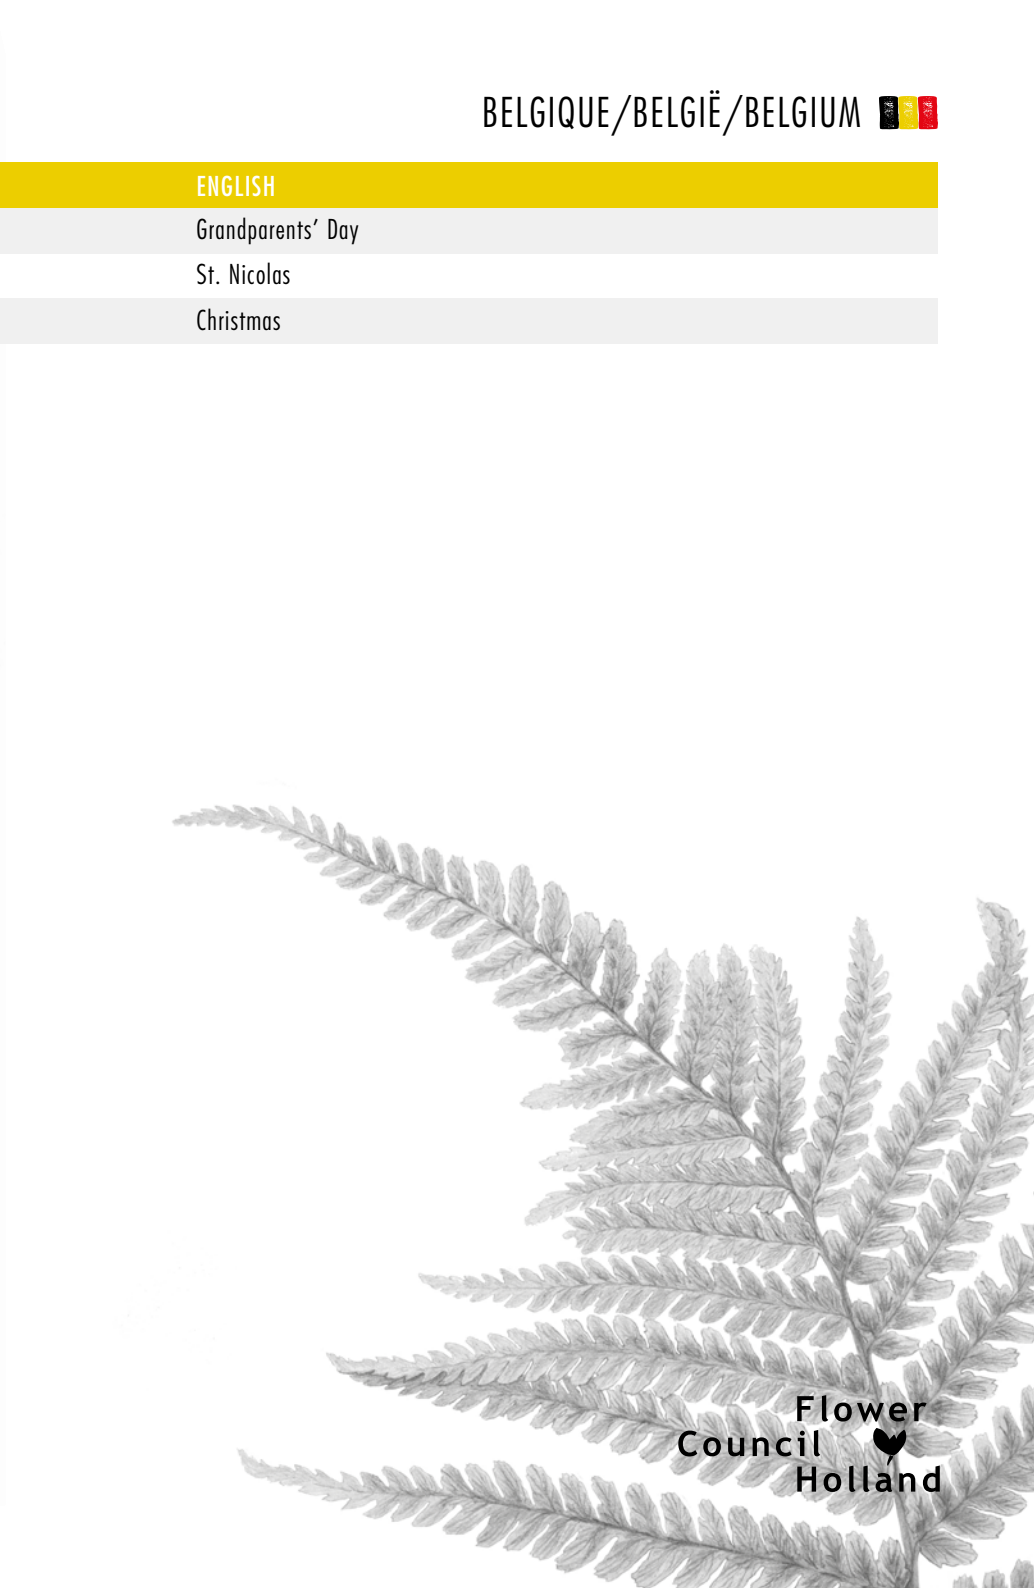 BELGIQUE/BELGIË/BELGIUM
ENGLISH
Grandparents’ Day
St. Nicolas
Christmas
Flower
Council
Holland